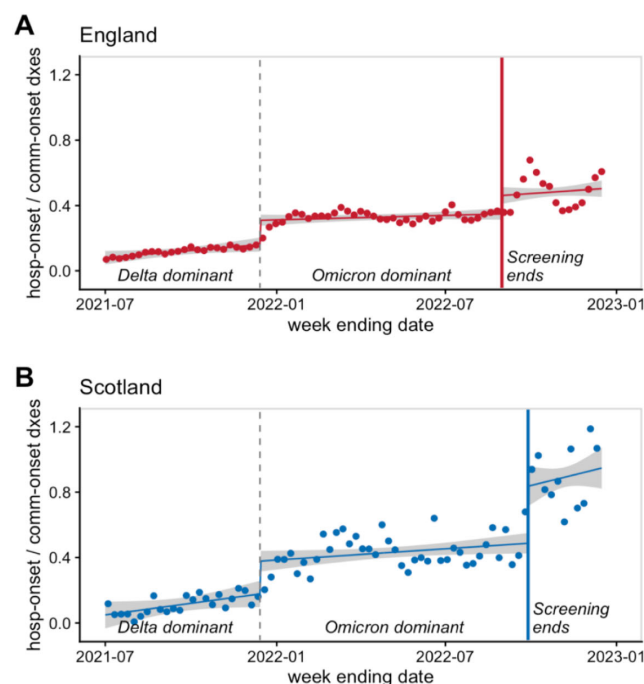 A
England
hosp-onset / comm-onset dxes
1.2
0.8
0.4
0.0
Delta dominant
Omicron dominant
Screening
ends
2021-07
2022-01
2022-07
2023-01
week ending date
B
Scotland
hosp-onset / comm-onset dxes
1.2
0.8
0.4
0.0
Delta dominant
Omicron dominant
Screening
ends
2021-07
2022-01
2022-07
2023-01
week ending date